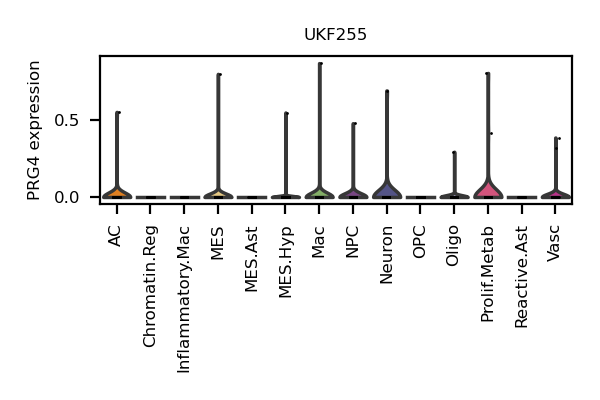 UKF255
PRG4 expression
0.5
0.0
AC
Chromatin.Reg
Inflammatory.Mac
MES
MES.Ast
MES.Hyp
Mac
NPC
Neuron
OPC
Oligo
Prolif.Metab
Reactive.Ast
Vasc